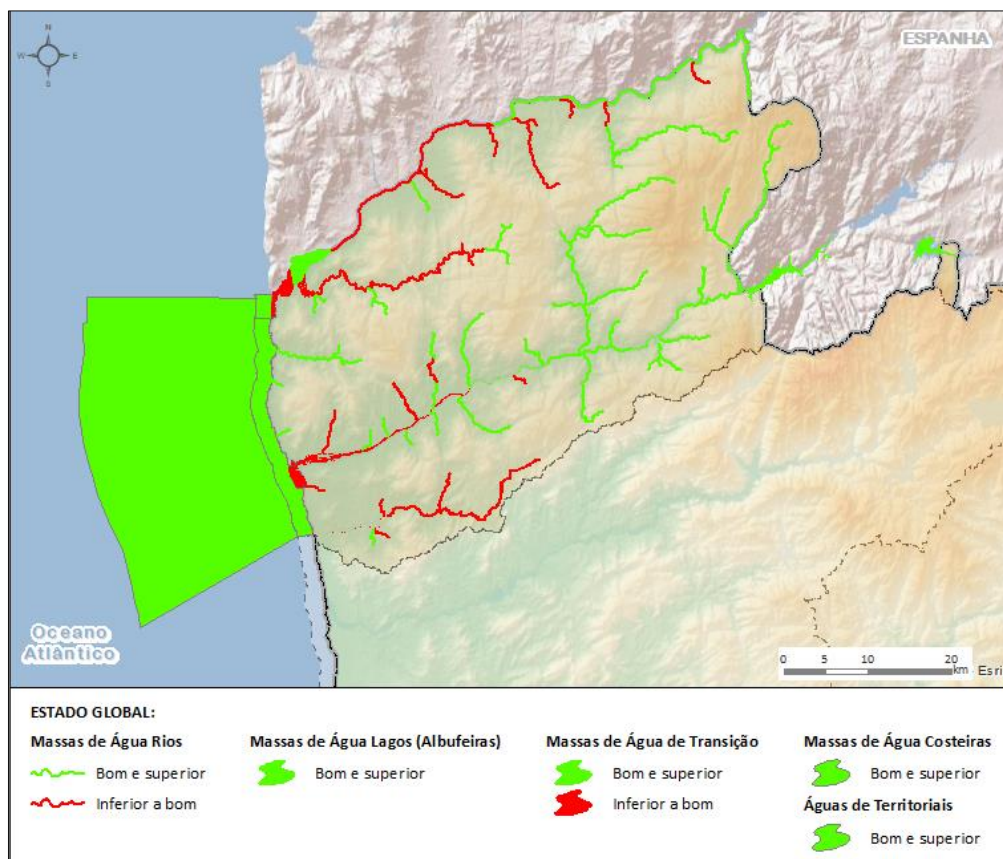 N
W E
S
ESPANHA
Oceano
Atlântico
0 5 10 20
km Esri
ESTADO GLOBAL:
Massas de Água Rios
Bom e superior
Inferior a bom
Massas de Água Lagos (Albufeiras)
Bom e superior
Massas de Água de Transição
Bom e superior
Inferior a bom
Massas de Água Costeiras
Bom e superior
Águas de Territoriais
Bom e superior